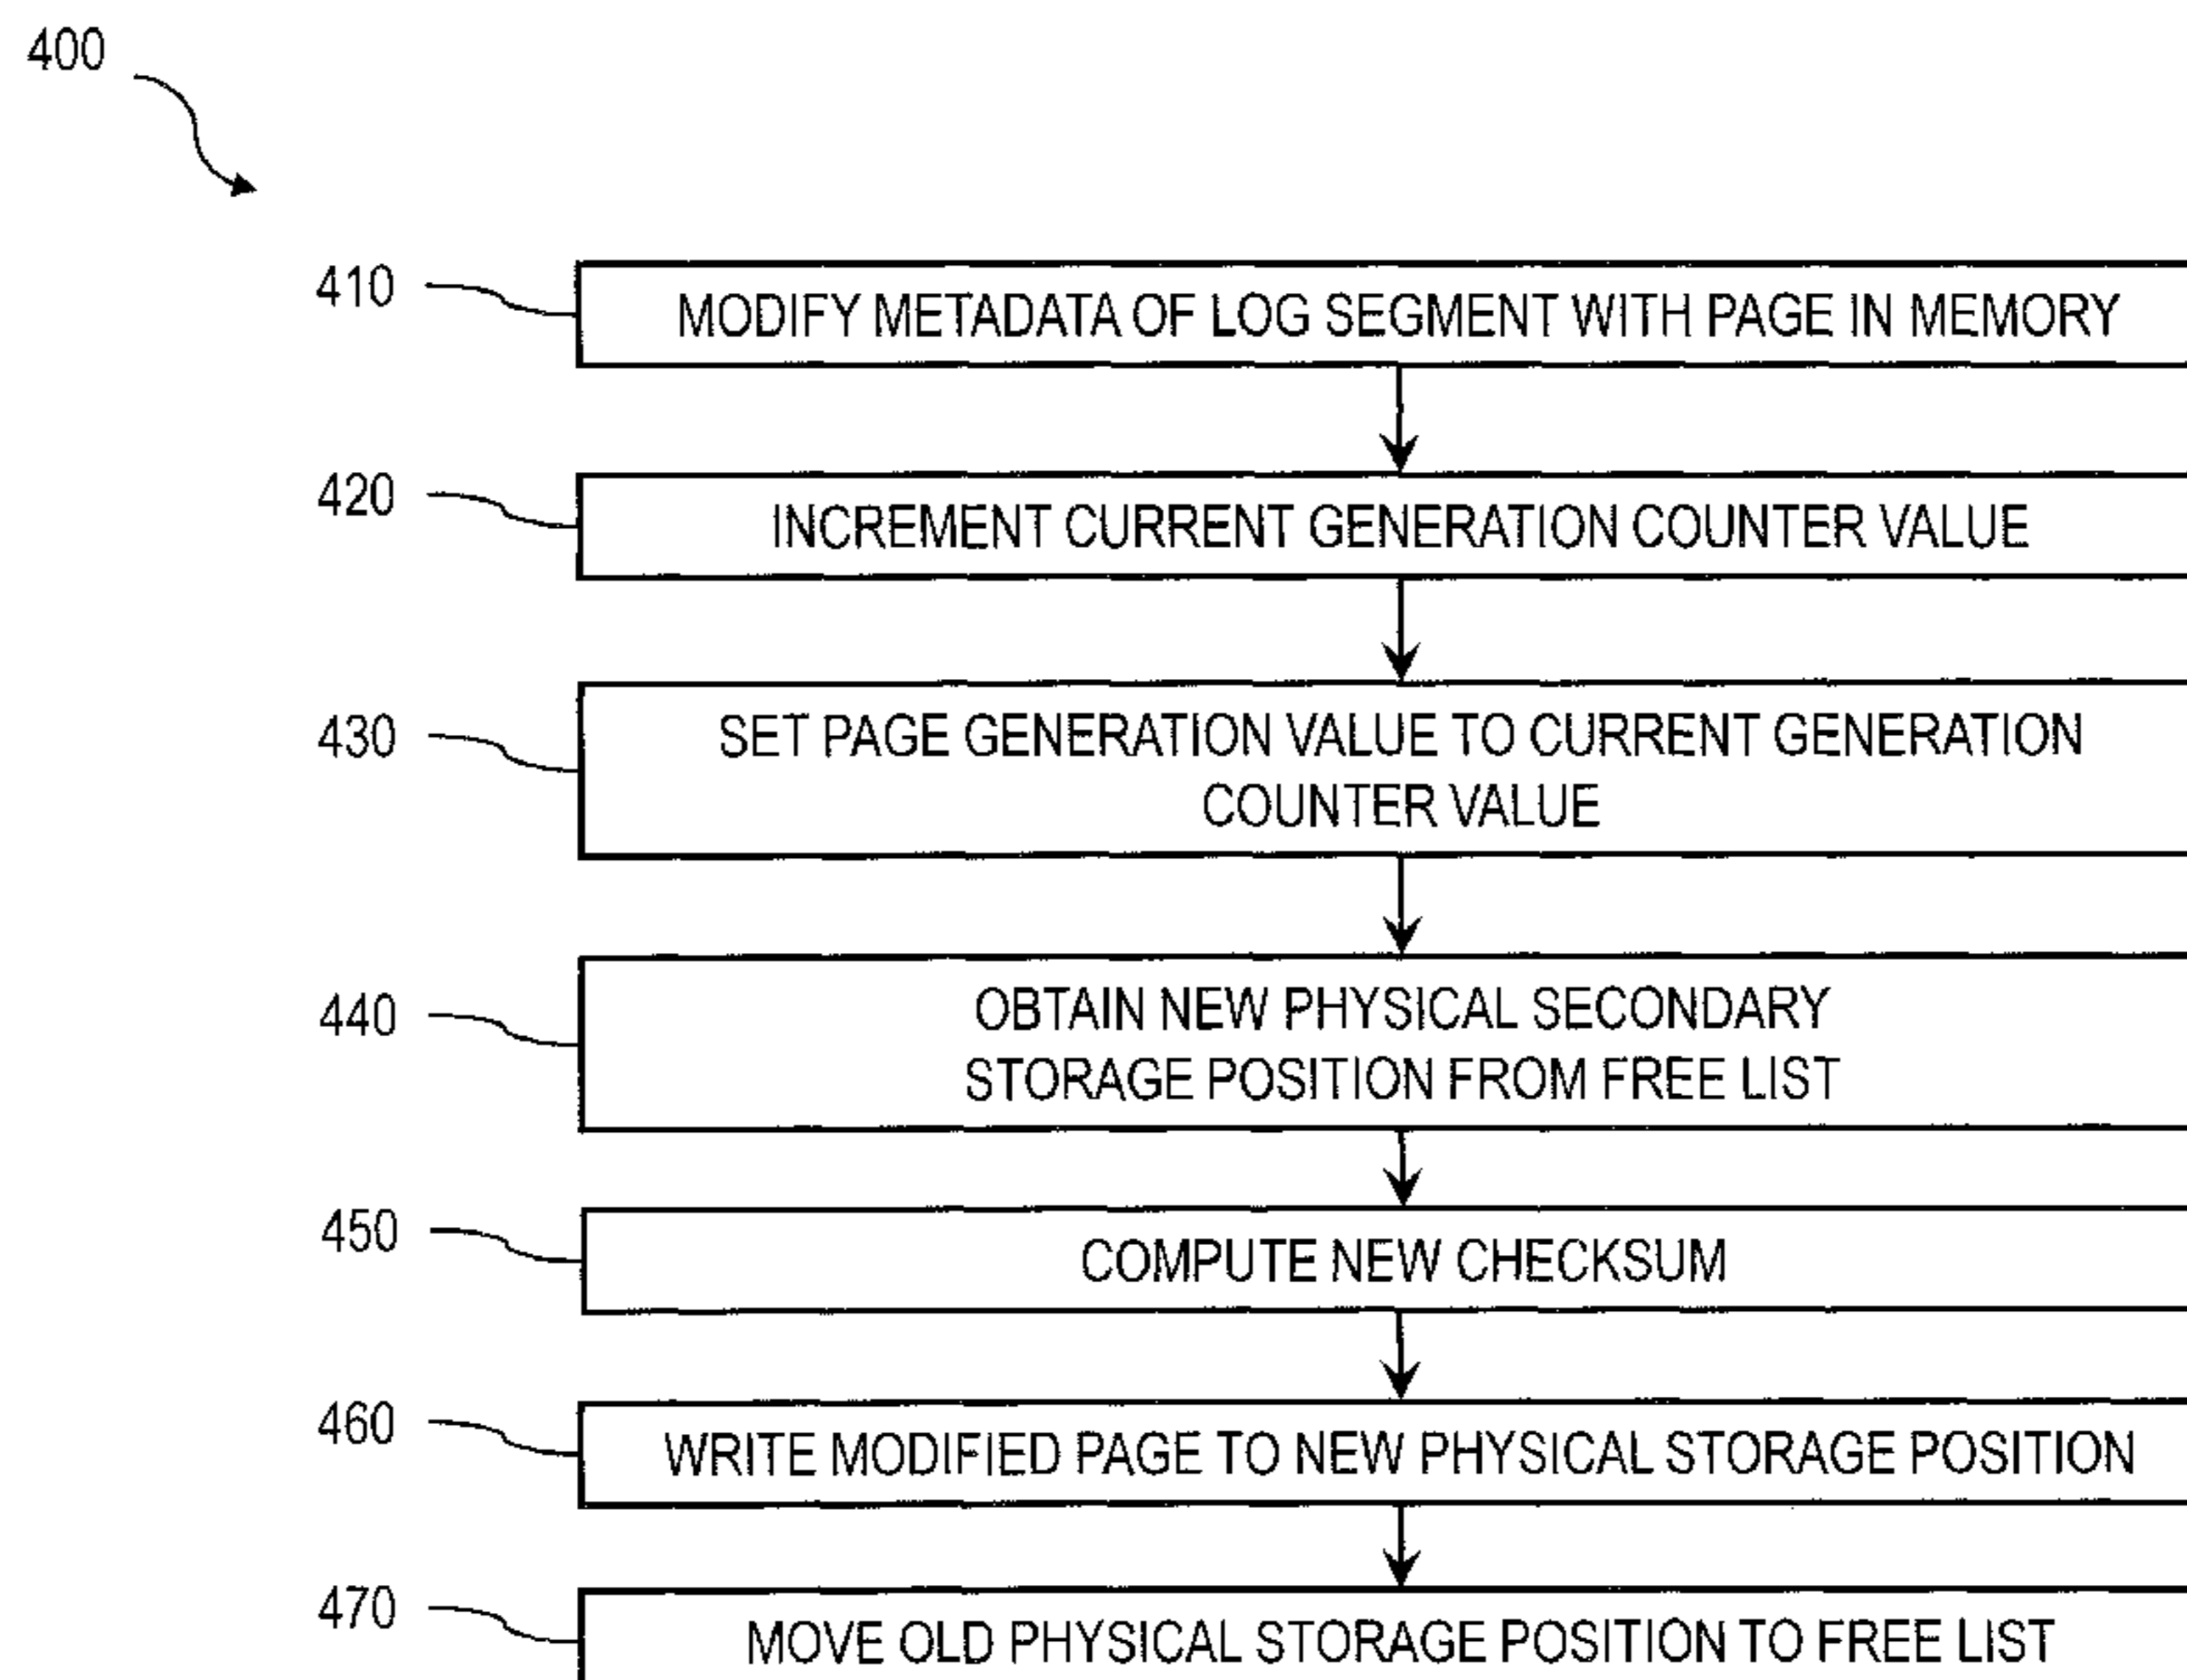 400
410
MODIFY METADATA OF LOG SEGMENT WITH PAGE IN MEMORY
420
INCREMENT CURRENT GENERATION COUNTER VALUE
430
SET PAGE GENERATION VALUE TO CURRENT GENERATION
COUNTER VALUE
440
OBTAIN NEW PHYSICAL SECONDARY
STORAGE POSITION FROM FREE LIST
450
COMPUTE NEW CHECKSUM
460
WRITE MODIFIED PAGE TO NEW PHYSICAL STORAGE POSITION
470
MOVE OLD PHYSICAL STORAGE POSITION TO FREE LIST